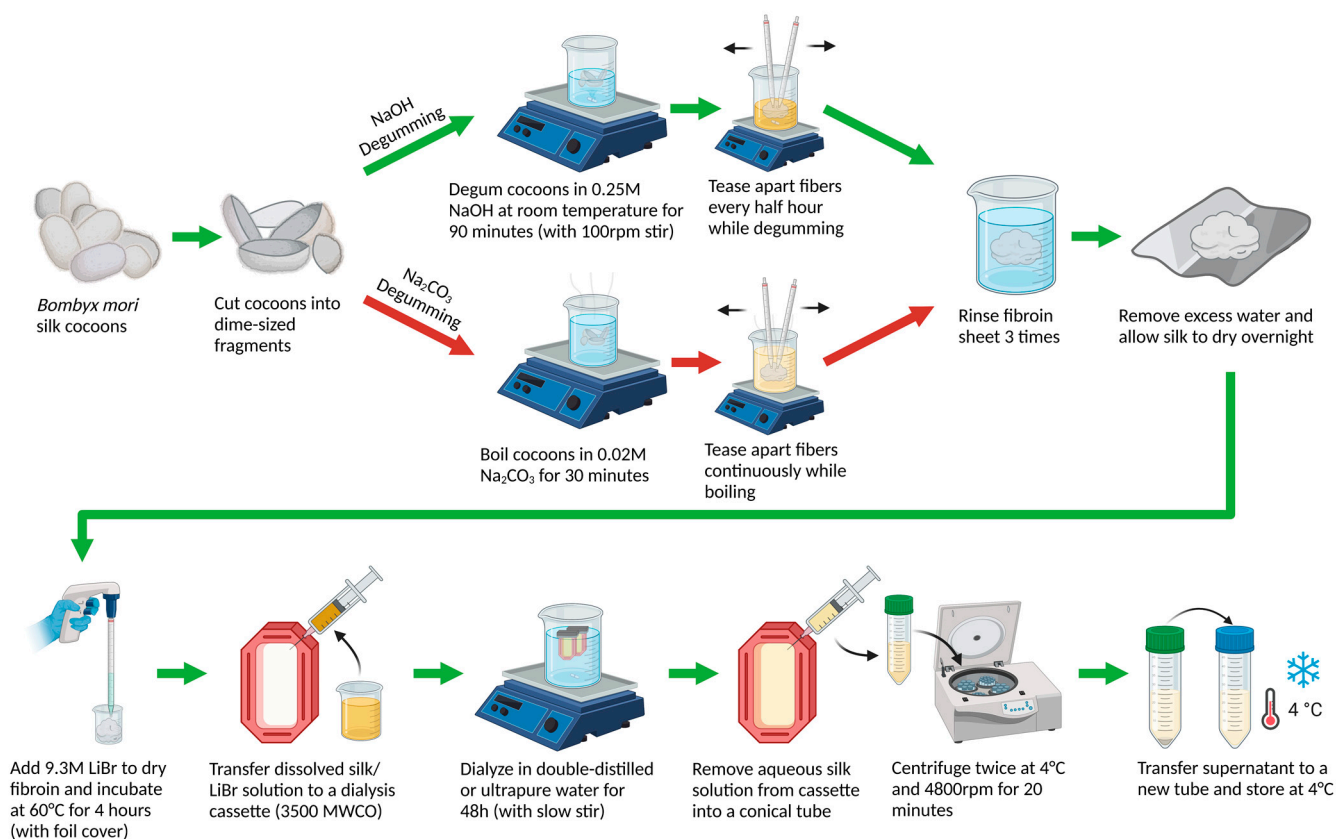 Bombyx mori
silk cocoons
Cut cocoons into
dime-sized
fragments
NaOH
Degumming
Degum cocoons in 0.25M
NaOH at room temperature for
90 minutes (with 100rpm stir)
Tease apart fibers
every half hour
while degumming
Na₂CO₃
Degumming
Boil cocoons in 0.02M
Na₂CO₃ for 30 minutes
Tease apart fibers
continuously while
boiling
Rinse fibroin
sheet 3 times
Remove excess water and
allow silk to dry overnight
Add 9.3M LiBr to dry
fibroin and incubate
at 60°C for 4 hours
(with foil cover)
Transfer dissolved silk/
LiBr solution to a dialysis
cassette (3500 MWCO)
Dialyze in double-distilled
or ultrapure water for
48h (with slow stir)
Remove aqueous silk
solution from cassette
into a conical tube
Centrifuge twice at 4°C
and 4800rpm for 20
minutes
4 °C
Transfer supernatant to a
new tube and store at 4°C